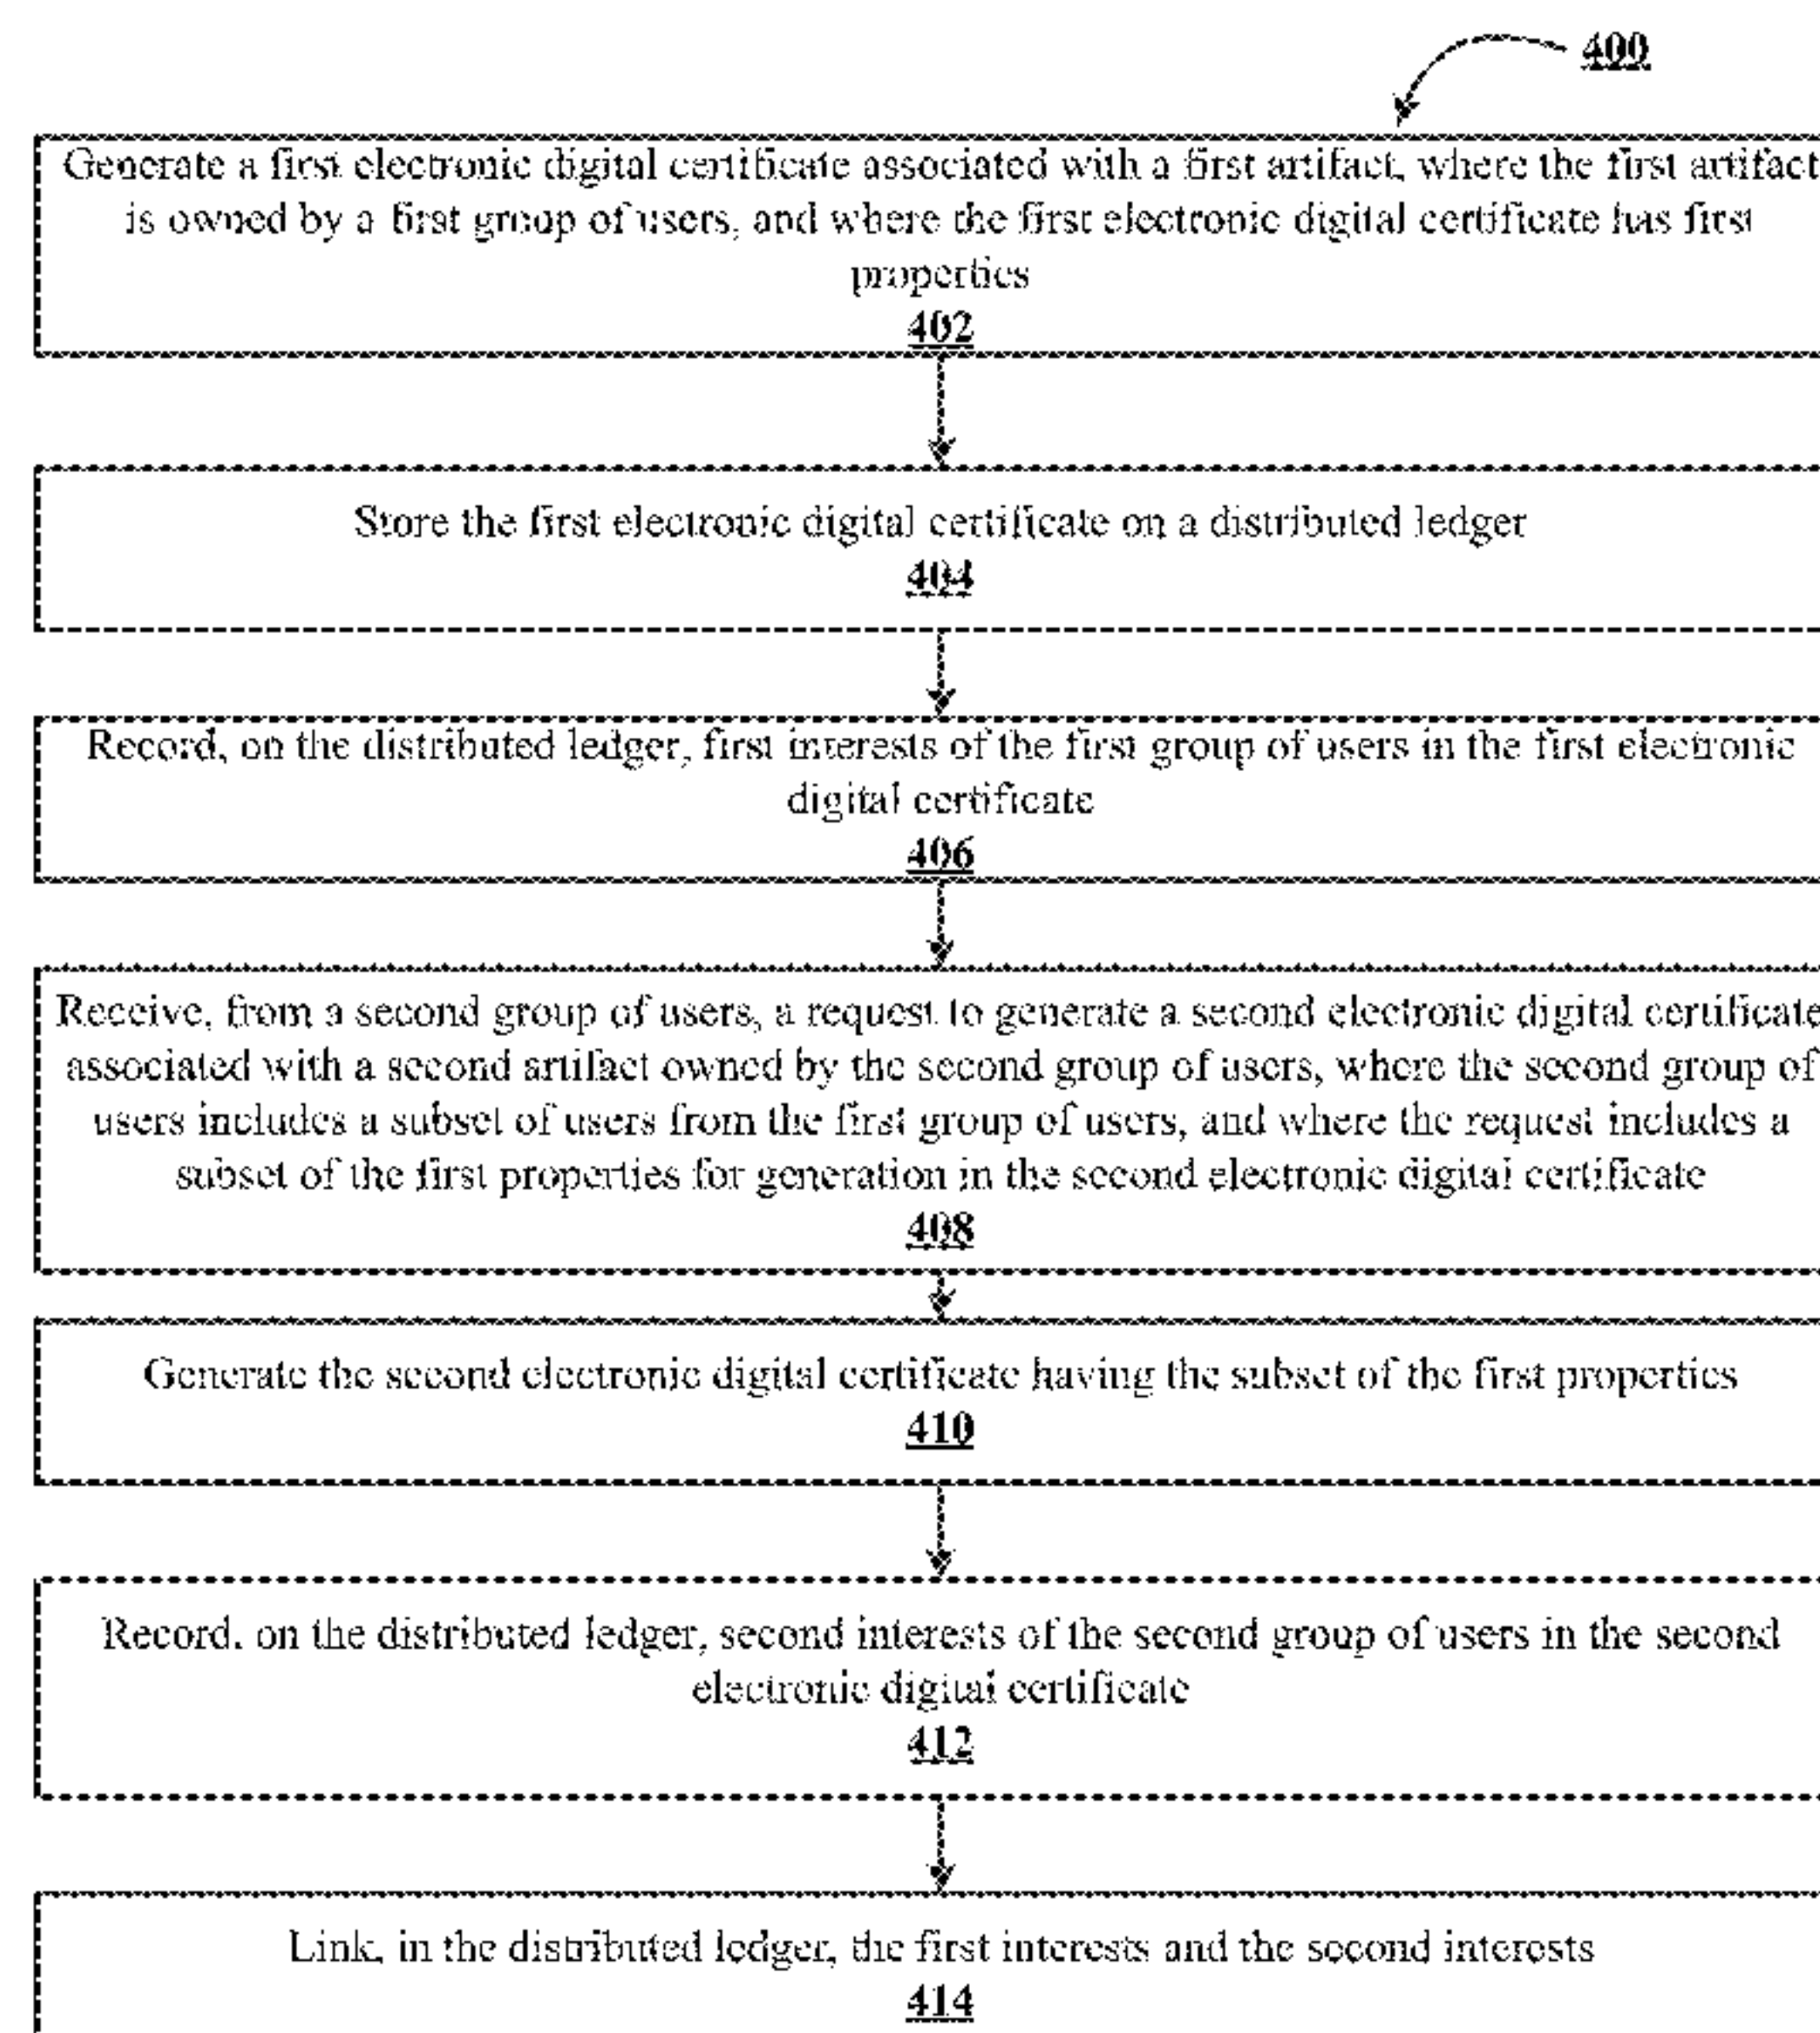 400
Generate a first electronic digital certificate associated with a first artifact, where the first artifact
is owned by a first group of users, and where the first electronic digital certificate has first
properties
402
Store the first electronic digital certificate on a distributed ledger
404
Record, on the distributed ledger, first interests of the first group of users in the first electronic
digital certificate
406
Receive, from a second group of users, a request to generate a second electronic digital certificate
associated with a second artifact owned by the second group of users, where the second group of
users includes a subset of users from the first group of users, and where the request includes a
subset of the first properties for generation in the second electronic digital certificate
408
Generate the second electronic digital certificate having the subset of the first properties
410
Record, on the distributed ledger, second interests of the second group of users in the second
electronic digital certificate
412
Link, in the distributed ledger, the first interests and the second interests
414